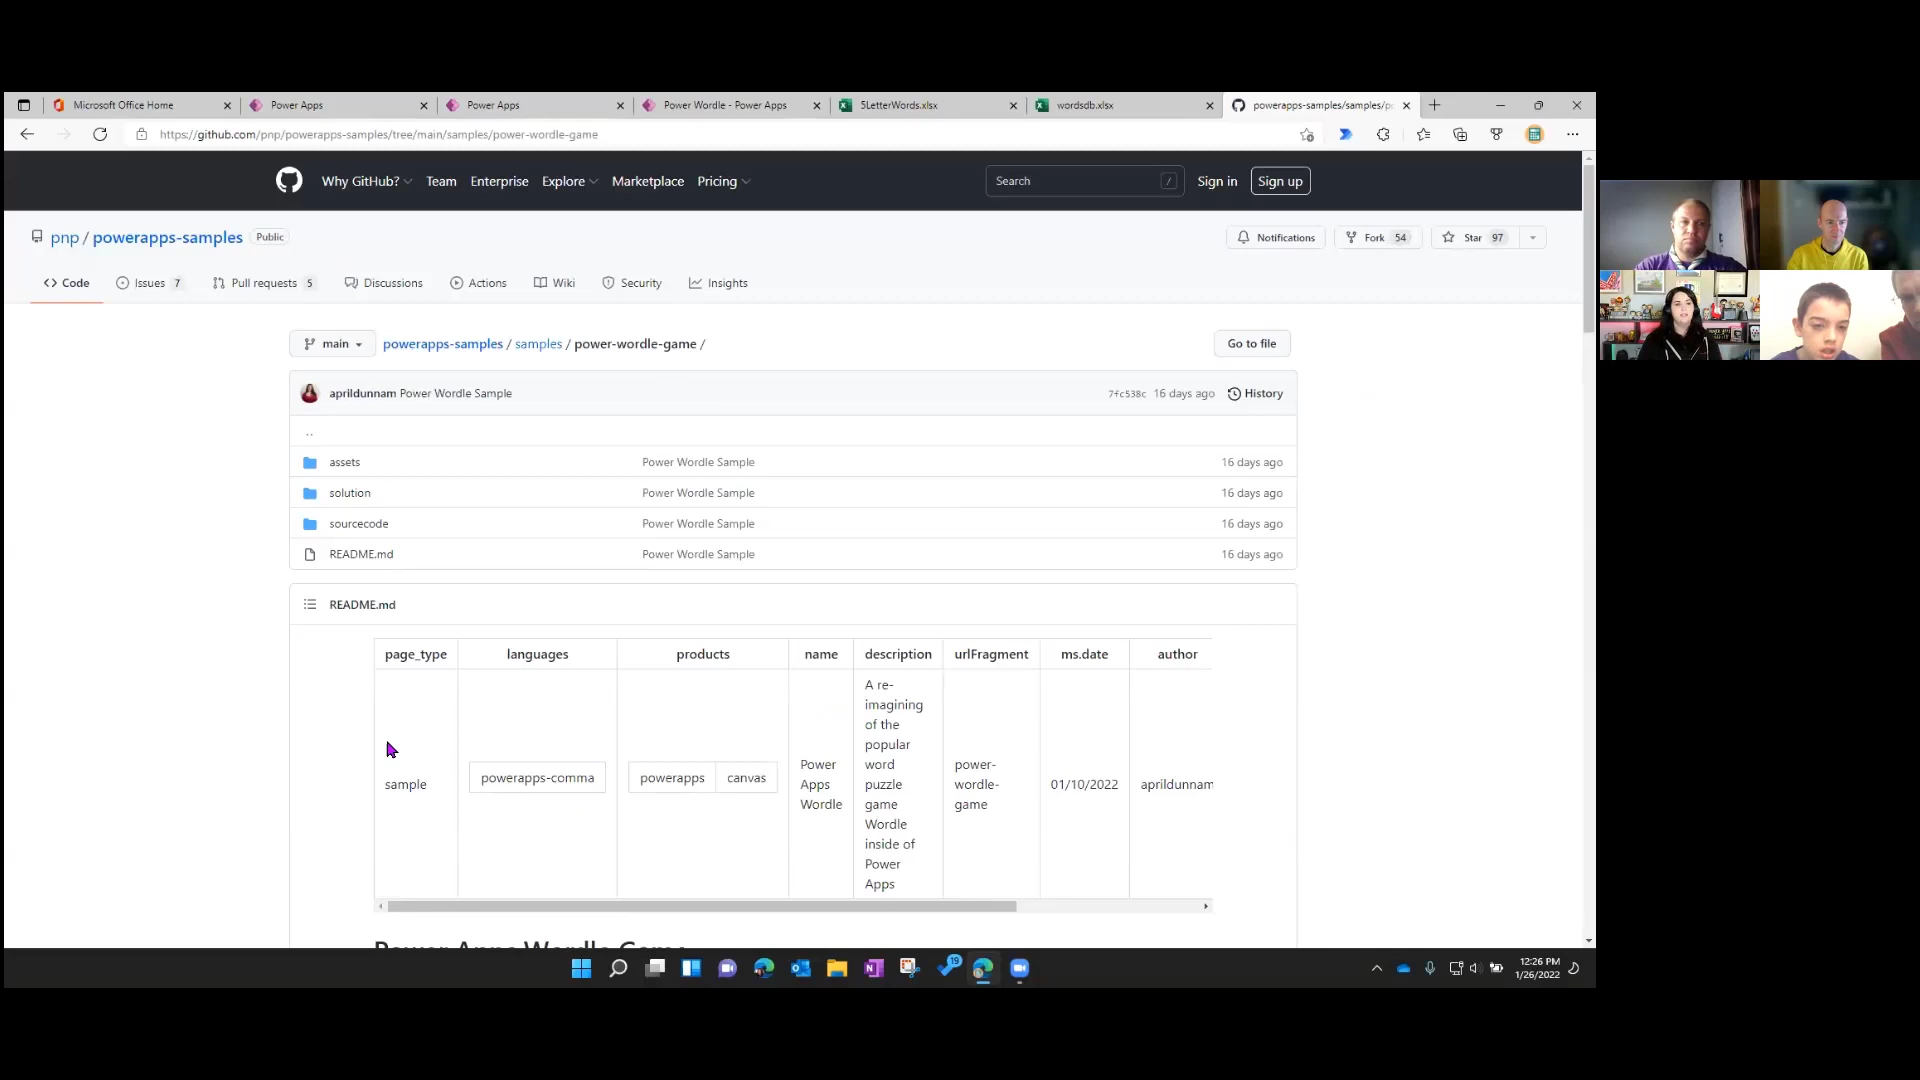 Microsoft Office Home
Power Apps
Power Apps
Power Wordle - Power Apps
5LetterWords.xlsx
wordsdb.xlsx
powerapps-samples/samples/p
https://github.com/pnp/powerapps-samples/tree/main/samples/power-wordle-game
Why GitHub? Team Enterprise Explore Marketplace Pricing
Search /
Sign in
Sign up
pnp / powerapps-samples Public
Notifications
Fork 54
Star 97
Code Issues 7 Pull requests 5 Discussions Actions Wiki Security Insights
main powerapps-samples / samples / power-wordle-game /
Go to file
aprildunnam Power Wordle Sample 7fc538c 16 days ago History
..
assets Power Wordle Sample 16 days ago
solution Power Wordle Sample 16 days ago
sourcecode Power Wordle Sample 16 days ago
README.md Power Wordle Sample 16 days ago
README.md
page_type languages products name description urlFragment ms.date author
sample
powerapps-comma
powerapps canvas
Power
Apps
Wordle
A re-
imagining
of the
popular
word
puzzle
game
Wordle
inside of
Power
Apps
power-
wordle-
game
01/10/2022
aprildunnam
Power Apps Wordle Game
19
12:26 PM
1/26/2022